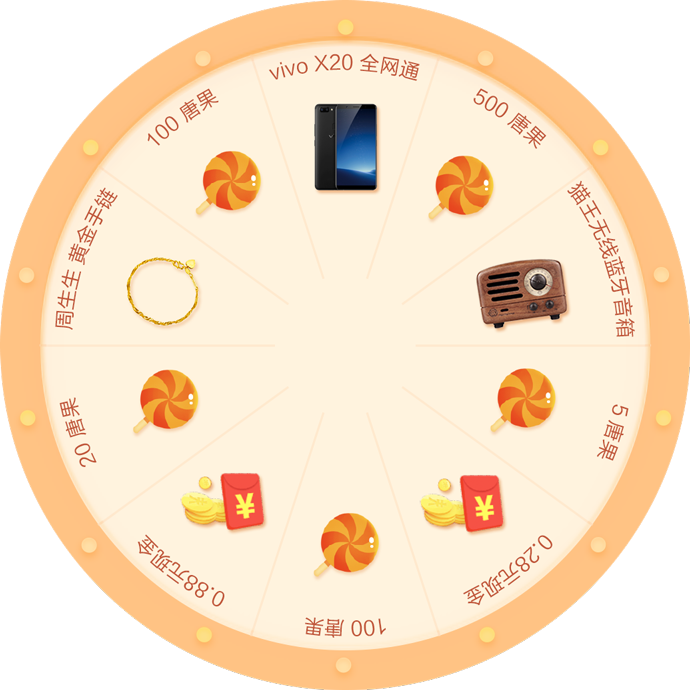 vivo X20 全网通
500 唐果
猫王无线蓝牙音箱
5 唐果
0.28元现金
100 唐果
0.88元现金
20 唐果
周生生 黄金手链
100 唐果
¥
¥